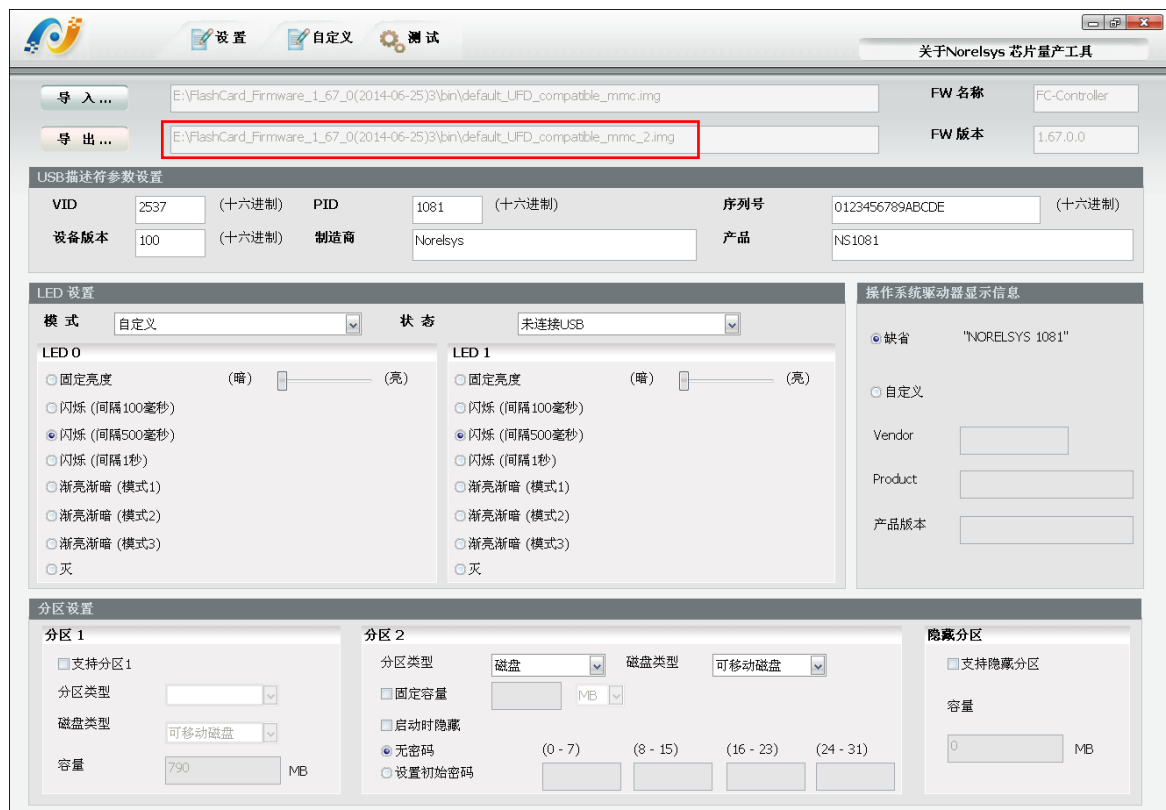 设 置 自定义 测 试
关于Norelsys 芯片量产工具
导 入 ... E:\FlashCard_Firmware_1_67_0(2014-06-25)3\bin\default_UFD_compatible_mmc.img FW 名称 FC-Controller
导 出 ... E:\FlashCard_Firmware_1_67_0(2014-06-25)3\bin\default_UFD_compatible_mmc_2.img FW 版本 1.67.0.0
USB描述符参数设置
VID 2537 (十六进制) PID 1081 (十六进制) 序列号 0123456789ABCDE (十六进制)
设备版本 100 (十六进制) 制造商 Norelsys 产品 NS1081
LED 设置
模 式 自定义 状 态 未连接USB
LED 0
固定亮度 (暗) (亮)
闪烁 (间隔100毫秒)
闪烁 (间隔500毫秒)
闪烁 (间隔1秒)
渐亮渐暗 (模式1)
渐亮渐暗 (模式2)
渐亮渐暗 (模式3)
灭
LED 1
固定亮度 (暗) (亮)
闪烁 (间隔100毫秒)
闪烁 (间隔500毫秒)
闪烁 (间隔1秒)
渐亮渐暗 (模式1)
渐亮渐暗 (模式2)
渐亮渐暗 (模式3)
灭
操作系统驱动器显示信息
缺省 "NORELSYS 1081"
自定义
Vendor
Product
产品版本
分区设置
分区 1
支持分区1
分区类型
磁盘类型 可移动磁盘
容量 790 MB
分区 2
分区类型 磁盘 磁盘类型 可移动磁盘
固定容量 MB
启动时隐藏
无密码 (0 - 7) (8 - 15) (16 - 23) (24 - 31)
设置初始密码
隐藏分区
支持隐藏分区
容量
0 MB